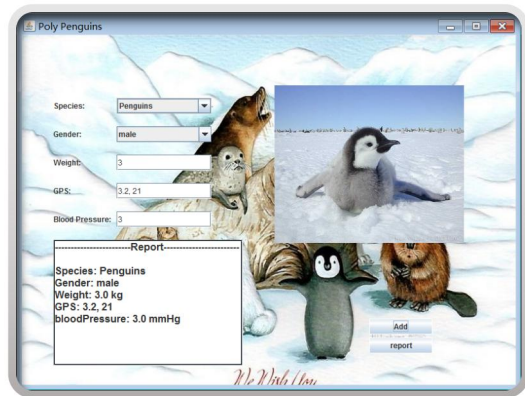 Poly Penguins
Species: Penguins
Gender: male
Weight: 3
GPS: 3.2, 21
Blood Pressure: 3
-----------------------Report-----------------------
Species: Penguins
Gender: male
Weight: 3.0 kg
GPS: 3.2, 21
bloodPressure: 3.0 mmHg
Add
report
We Wish You